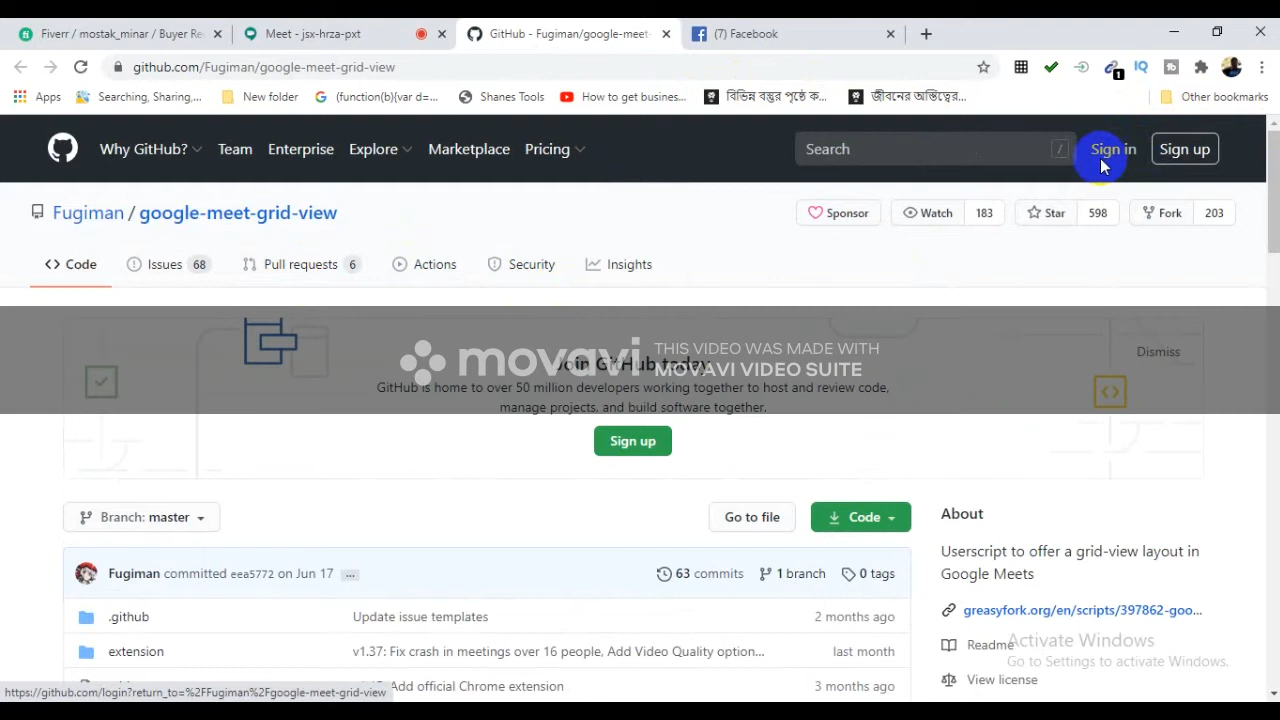 Fiverr / mostak_minar / Buyer Re
Meet - jsx-hrza-pxt
GitHub - Fugiman/google-meet-
(7) Facebook
github.com/Fugiman/google-meet-grid-view
1
IQ
Apps
Searching, Sharing,...
New folder
(function(b){var d=...
Shanes Tools
How to get busines...
বিভিন্ন বস্তুর পৃষ্ঠে ক...
জীবনের অস্তিত্বের...
Other bookmarks
Why GitHub?
Team
Enterprise
Explore
Marketplace
Pricing
Search
/
Sign in
Sign up
Fugiman / google-meet-grid-view
Sponsor
Watch 183
Star 598
Fork 203
Code
Issues 68
Pull requests 6
Actions
Security
Insights
movavi
THIS VIDEO WAS MADE WITH
MOVAVI VIDEO SUITE
Join GitHub today
Dismiss
GitHub is home to over 50 million developers working together to host and review code,
manage projects, and build software together.
Sign up
Branch: master
Go to file
Code
About
Userscript to offer a grid-view layout in
Google Meets
greasyfork.org/en/scripts/397862-goo...
Readme
View license
Fugiman committed eea5772 on Jun 17 ...
63 commits
1 branch
0 tags
.github
Update issue templates
2 months ago
extension
v1.37: Fix crash in meetings over 16 people, Add Video Quality option...
last month
Add official Chrome extension
3 months ago
Activate Windows
Go to Settings to activate Windows.
https://github.com/login?return_to=%2FFugiman%2Fgoogle-meet-grid-view